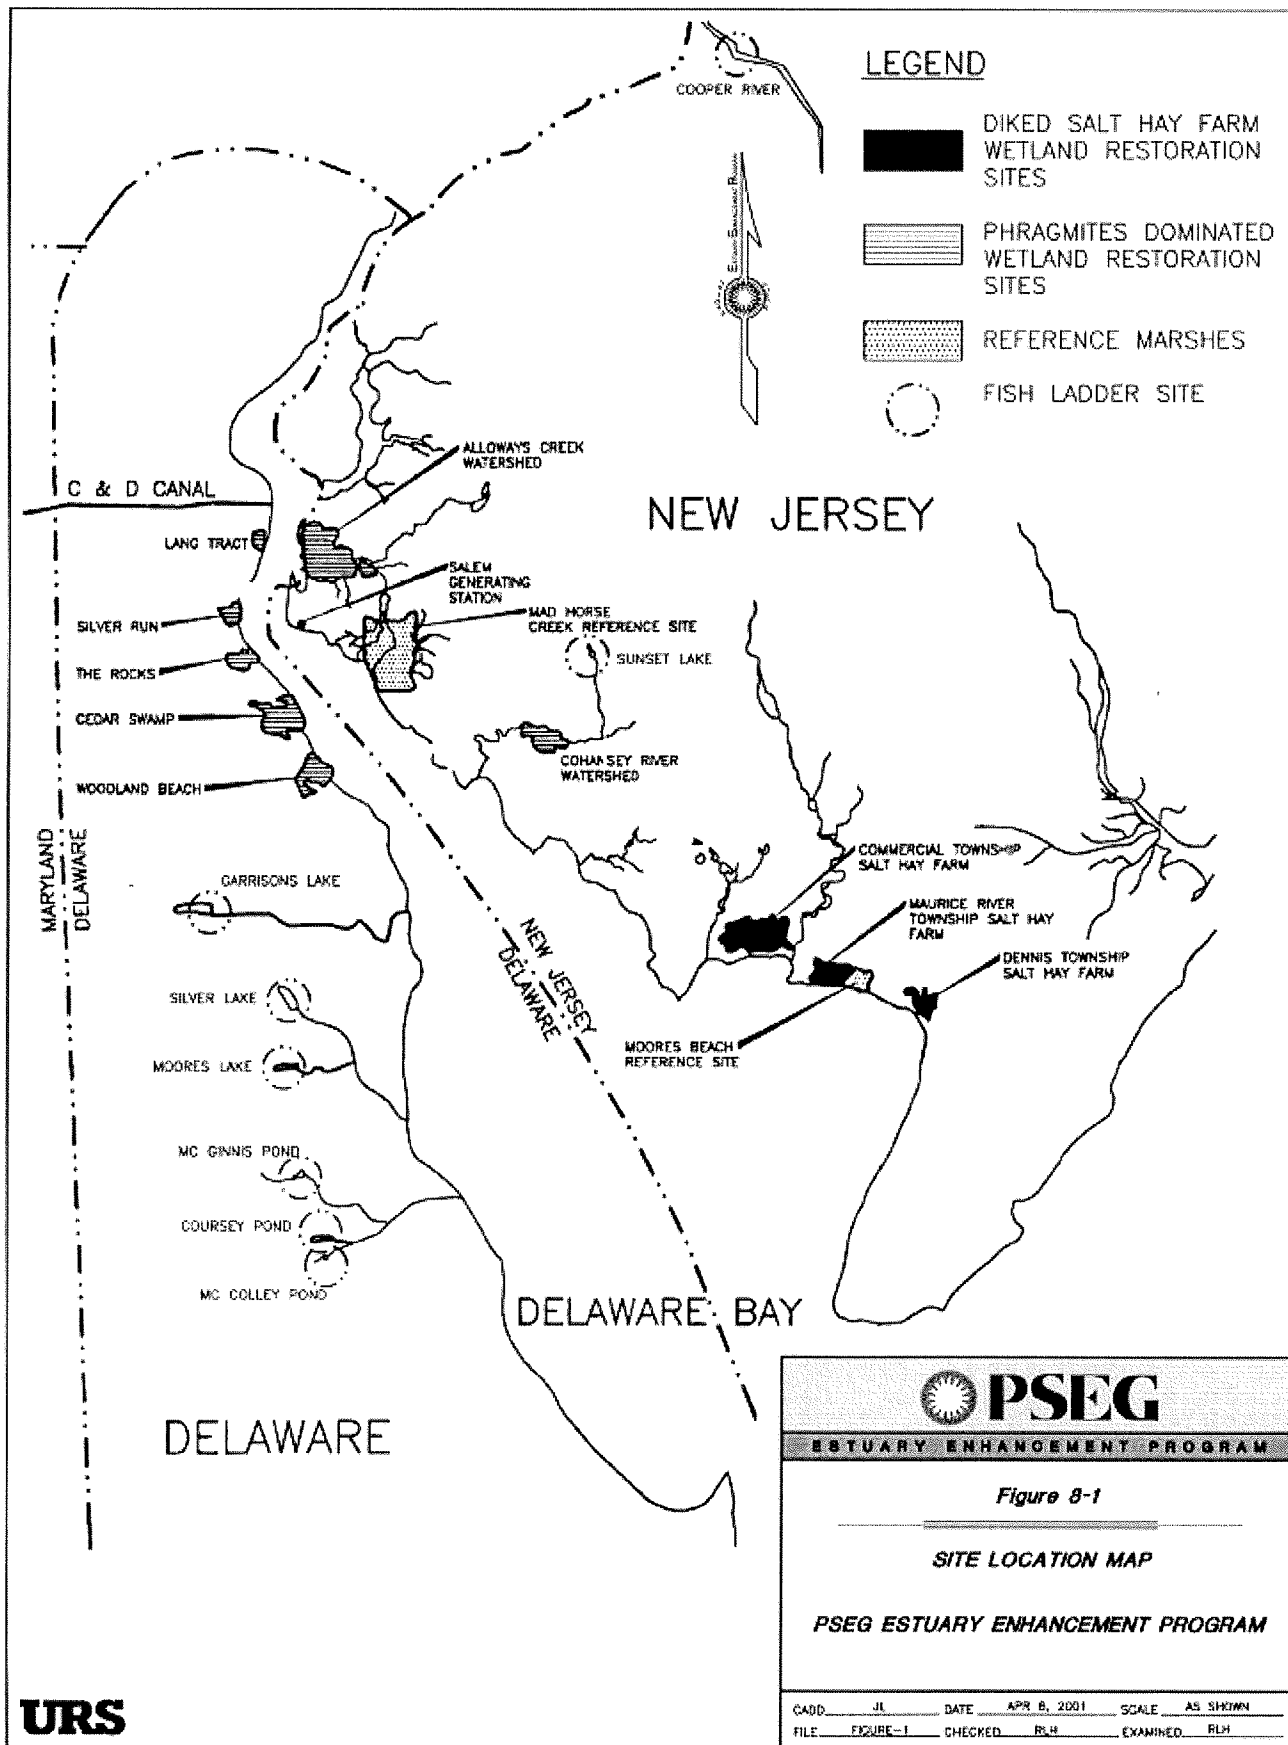 COOPER RIVER
LEGEND
DIKED SALT HAY FARM
WETLAND RESTORATION
SITES
PHRAGMITES DOMINATED
WETLAND RESTORATION
SITES
REFERENCE MARSHES
FISH LADDER SITE
ALLOWAYS CREEK
WATERSHED
C & D CANAL
NEW JERSEY
LANG TRACT
SALEM
GENERATING
STATION
SILVER RUN
MAD HORSE
CREEK REFERENCE SITE
SUNSET LAKE
THE ROCKS
CEDAR SWAMP
COHANSEY RIVER
WATERSHED
WOODLAND BEACH
MARYLAND
DELAWARE
COMMERCIAL TOWNSHIP
SALT HAY FARM
GARRISONS LAKE
MAURICE RIVER
TOWNSHIP SALT HAY
FARM
NEW JERSEY
DELAWARE
DENNIS TOWNSHIP
SALT HAY FARM
SILVER LAKE
MOORES BEACH
REFERENCE SITE
MOORES LAKE
MC GINNIS POND
COURSEY POND
MC COLLEY POND
DELAWARE BAY
DELAWARE
PSEG
ESTUARY ENHANCEMENT PROGRAM
Figure 8-1
SITE LOCATION MAP
PSEG ESTUARY ENHANCEMENT PROGRAM
CADD JL DATE APR 6, 2001 SCALE AS SHOWN
FILE FIGURE-1 CHECKED RLH EXAMINED RLH
URS